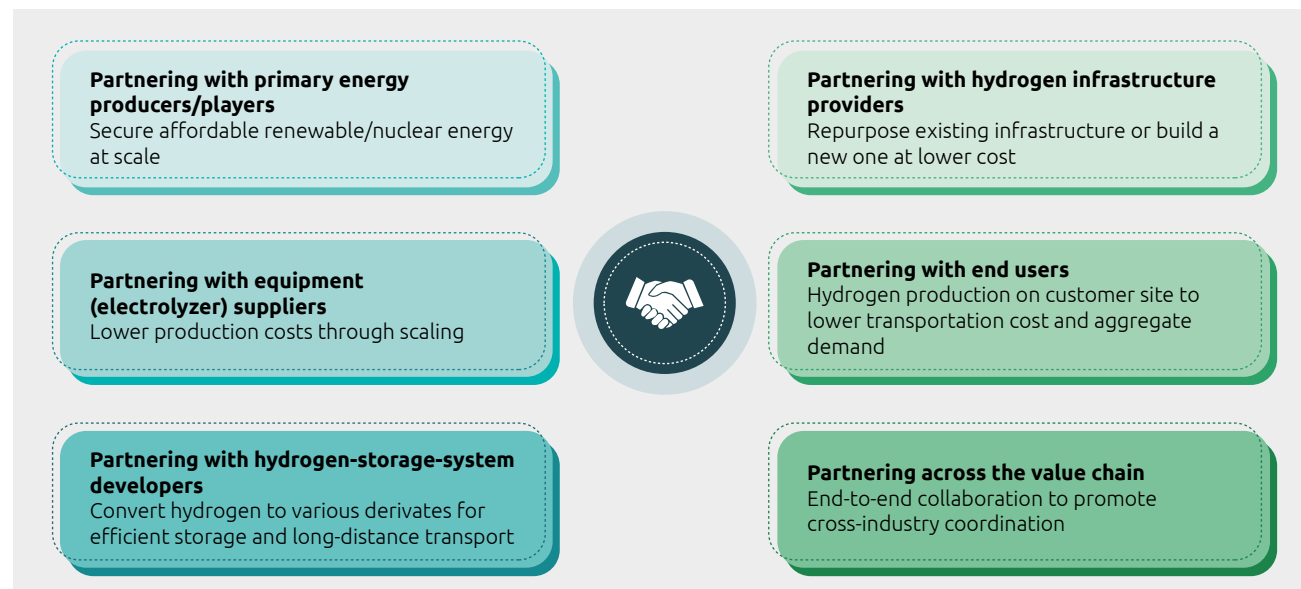 Partnering with primary energy
producers/players
Secure affordable renewable/nuclear energy
at scale
Partnering with equipment
(electrolyzer) suppliers
Lower production costs through scaling
Partnering with hydrogen-storage-system
developers
Convert hydrogen to various derivates for
efficient storage and long-distance transport
Partnering with hydrogen infrastructure
providers
Repurpose existing infrastructure or build a
new one at lower cost
Partnering with end users
Hydrogen production on customer site to
lower transportation cost and aggregate
demand
Partnering across the value chain
End-to-end collaboration to promote
cross-industry coordination